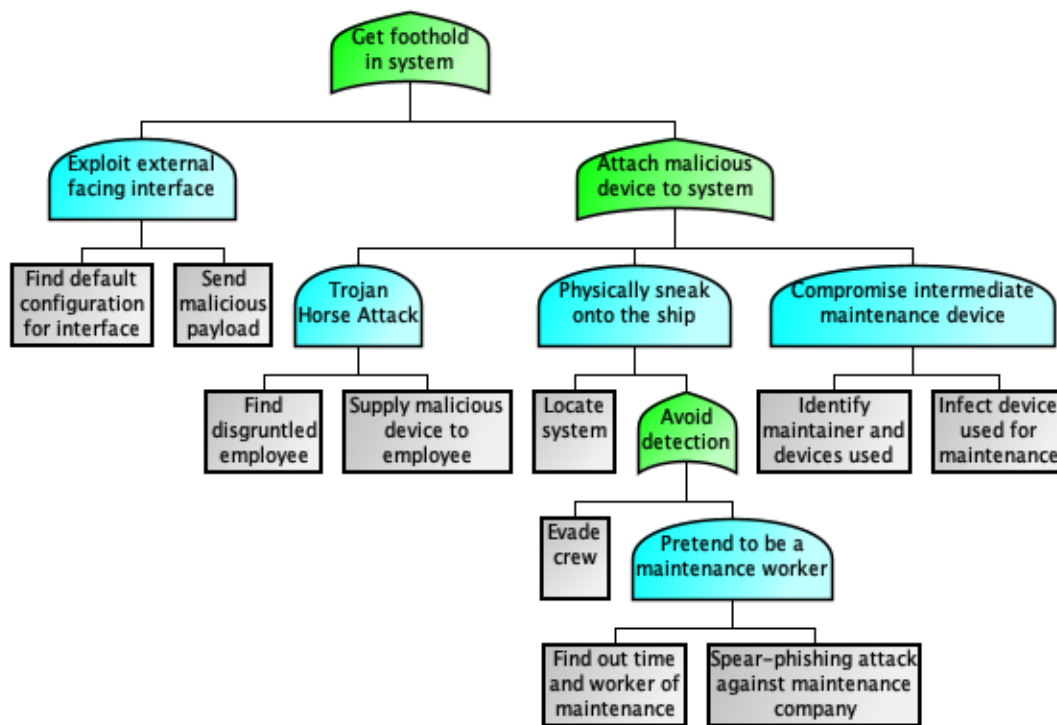 Get foothold
in system
Exploit external
facing interface
Attach malicious
device to system
Find default
configuration
for interface
Send
malicious
payload
Trojan
Horse Attack
Physically sneak
onto the ship
Compromise intermediate
maintenance device
Find
disgruntled
employee
Supply malicious
device to
employee
Locate
system
Avoid
detection
Identify
maintainer and
devices used
Infect device
used for
maintenance
Evade
crew
Pretend to be a
maintenance worker
Find out time
and worker of
maintenance
Spear-phishing attack
against maintenance
company